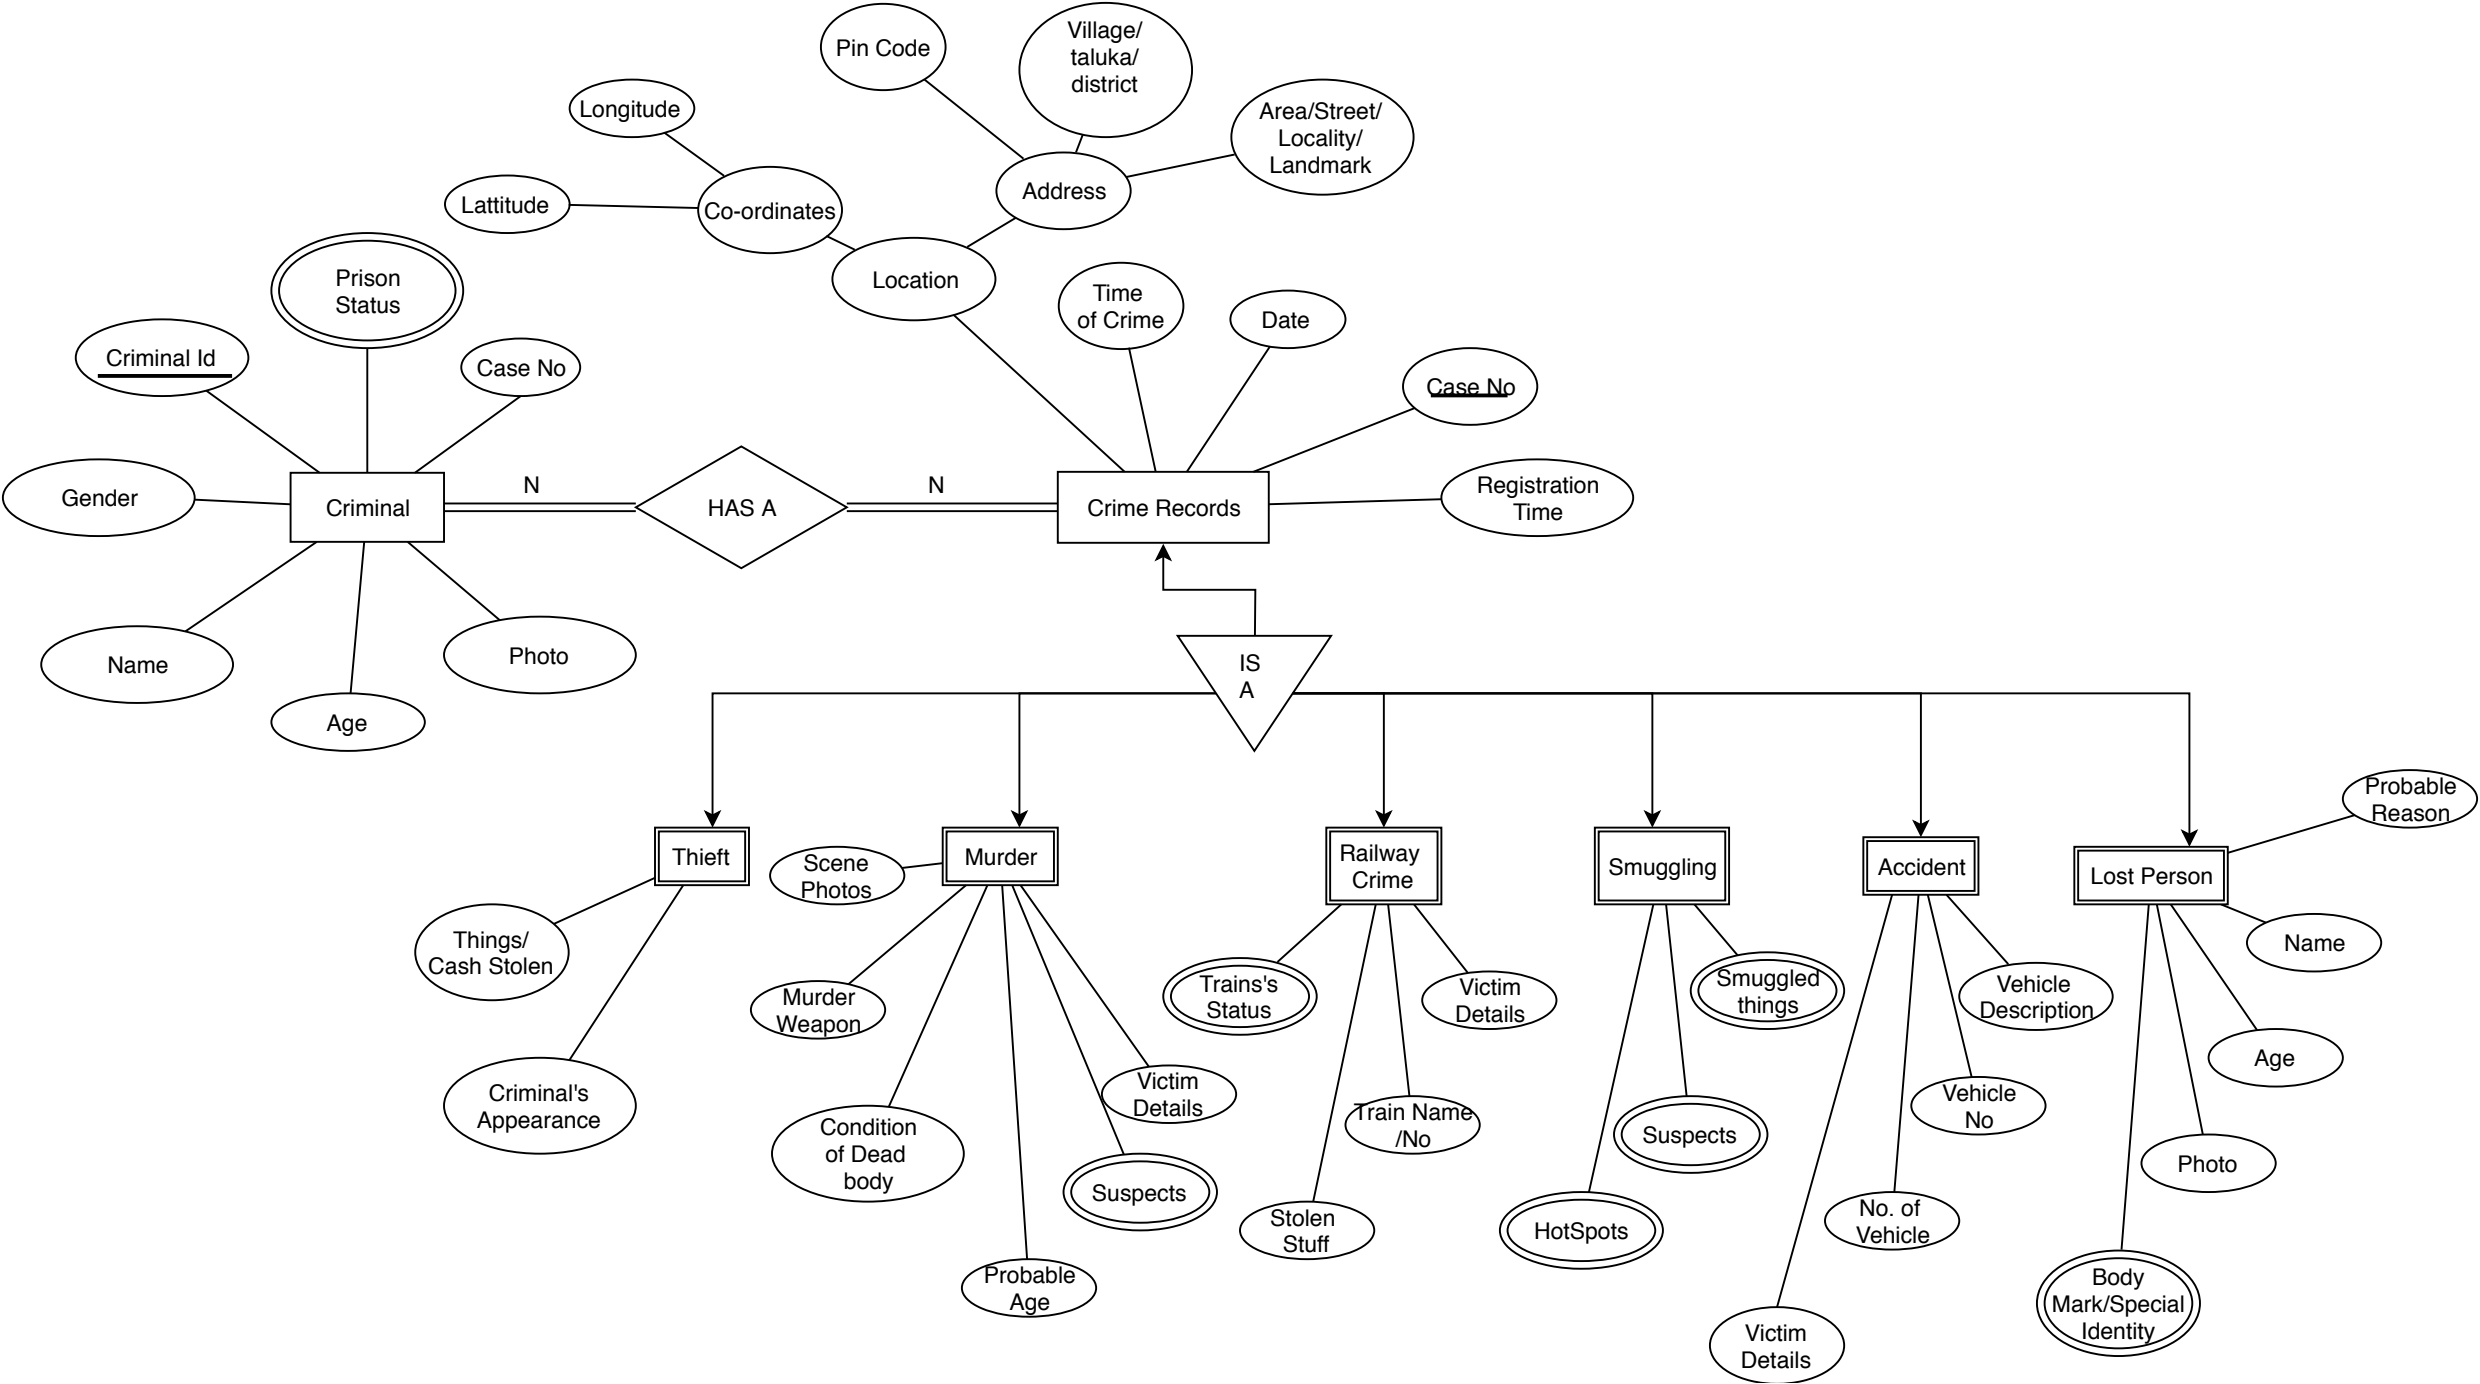 Pin Code
Village/
taluka/
district
Longitude
Area/Street/
Locality/
Landmark
Lattitude
Co-ordinates
Address
Location
Prison
Status
Time
of Crime
Date
Criminal Id
Case No
Case No
Gender
Criminal
N
HAS A
N
Crime Records
Registration
Time
Name
Age
Photo
IS
A
Thieft
Things/
Cash Stolen
Criminal's
Appearance
Murder
Scene
Photos
Murder
Weapon
Condition
of Dead
body
Probable
Age
Suspects
Victim
Details
Railway
Crime
Trains's
Status
Stolen
Stuff
Train Name
/No
Victim
Details
Smuggling
HotSpots
Suspects
Smuggled
things
Accident
Victim
Details
No. of
Vehicle
Vehicle
No
Vehicle
Description
Lost Person
Probable
Reason
Name
Age
Photo
Body
Mark/Special
Identity